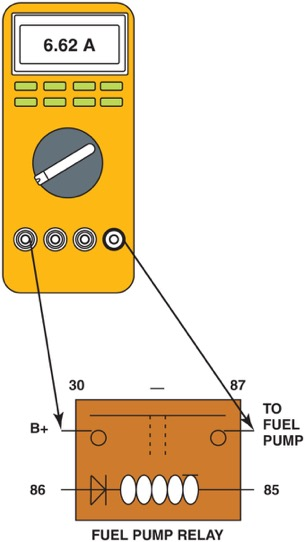 6.62 A
30 — 87
B+
TO
FUEL
PUMP
86
85
FUEL PUMP RELAY